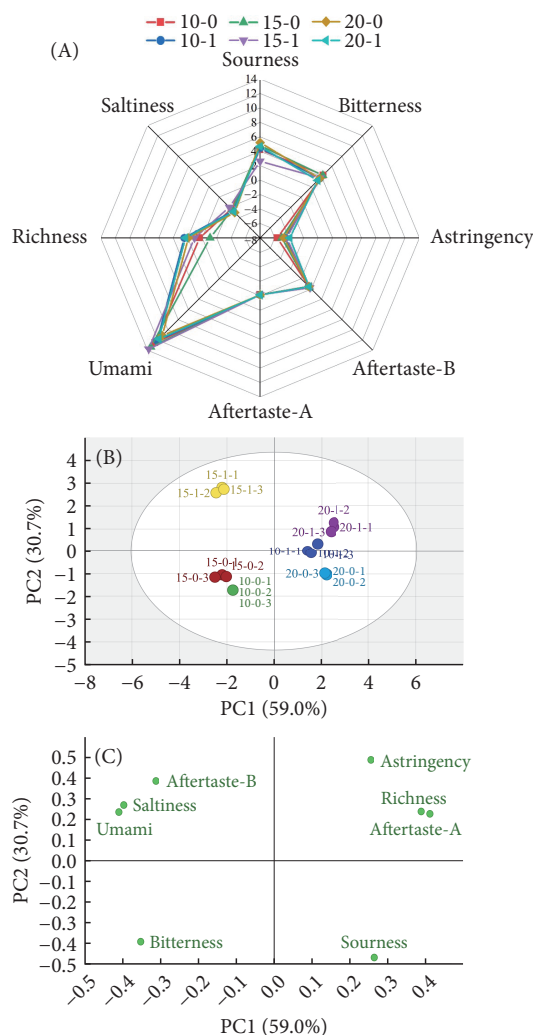 10-0 15-0 20-0
10-1 15-1 20-1
(A)
Sourness
Saltiness
Bitterness
Richness
Astringency
Umami
Aftertaste-B
Aftertaste-A
14
12
10
8
6
4
2
0
−2
−4
−6
−8
(B)
PC2 (30.7%)
4
3
2
1
0
−1
−2
−3
−4
−5
15-1-1
15-1-2
15-1-3
20-1-2
20-1-3
20-1-1
10-1-1
15-0-1
15-0-2
15-0-3
10-0-1
10-0-2
10-0-3
20-0-3
20-0-1
20-0-2
−8 −6 −4 −2 0 2 4 6
PC1 (59.0%)
(C)
PC2 (30.7%)
0.5
0.4
0.3
0.2
0.1
0.0
−0.1
−0.2
−0.3
−0.4
−0.5
Astringency
Aftertaste-B
Richness
Saltiness
Aftertaste-A
Umami
Bitterness
Sourness
−0.5 −0.4 −0.3 −0.2 −0.1 0.0 0.1 0.2 0.3 0.4
PC1 (59.0%)